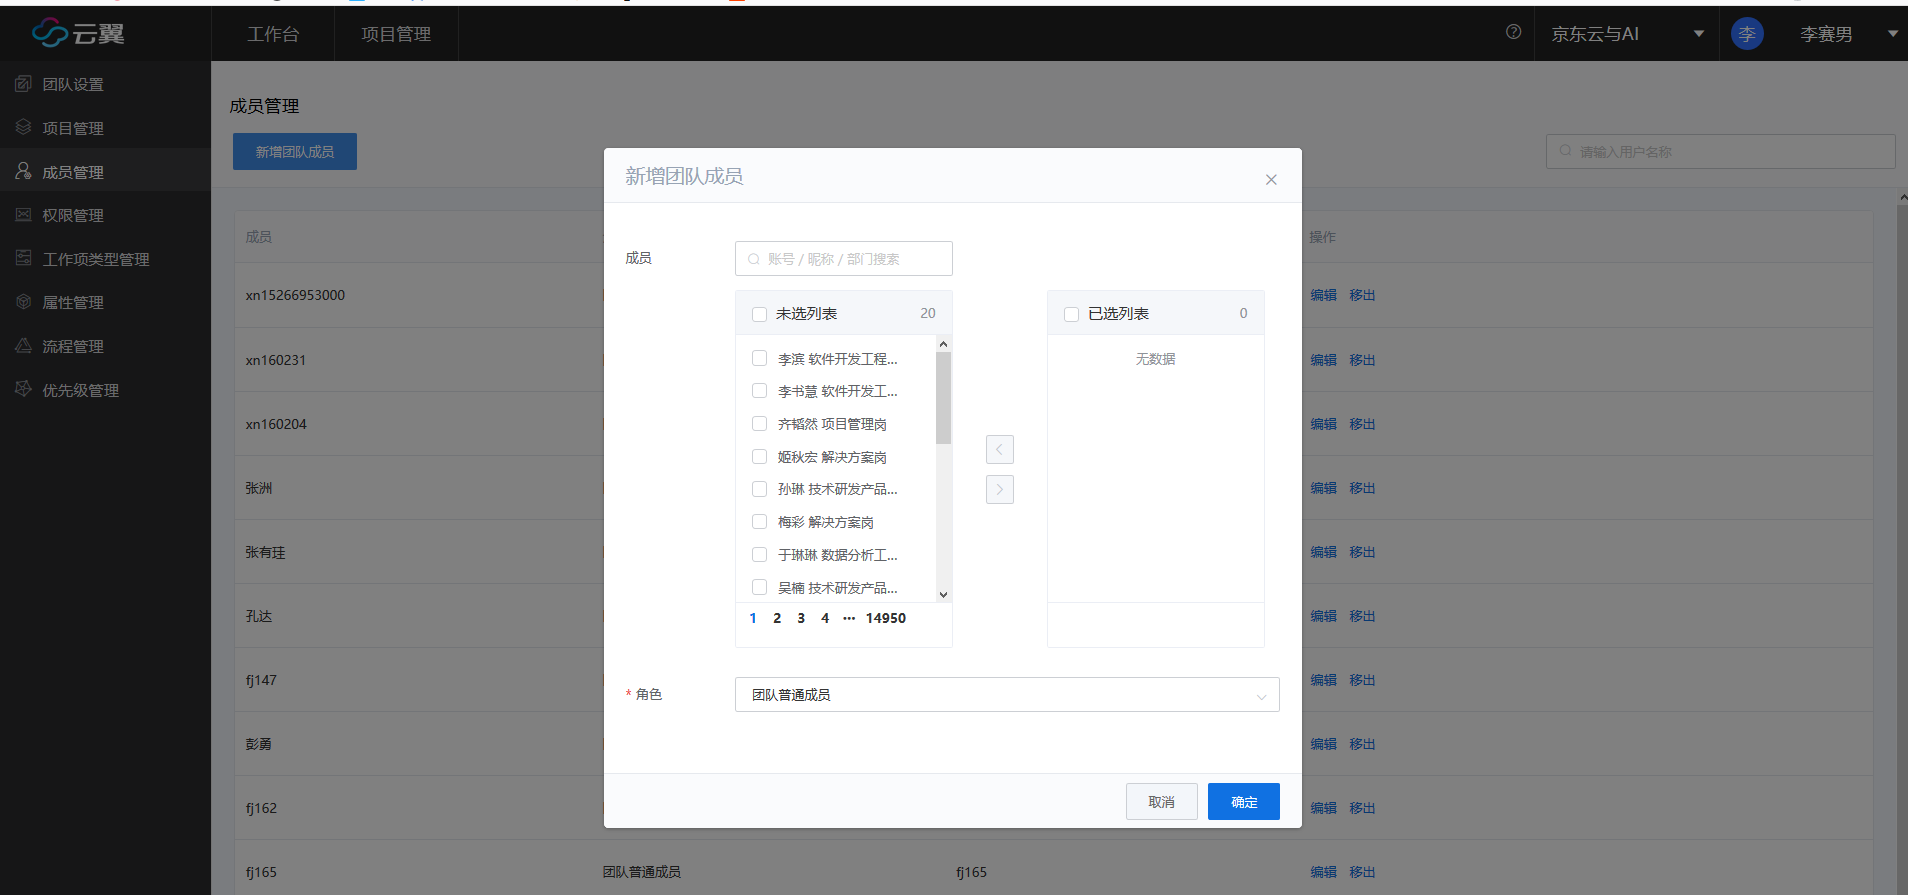 云翼
工作台
项目管理
京东云与AI
李
李赛男
团队设置
项目管理
成员管理
权限管理
工作项类型管理
属性管理
流程管理
优先级管理
成员管理
新增团队成员
请输入用户名称
成员
操作
xn15266953000
编辑 移出
xn160231
编辑 移出
xn160204
编辑 移出
张洲
编辑 移出
张有珪
编辑 移出
孔达
编辑 移出
fj147
编辑 移出
彭勇
编辑 移出
fj162
编辑 移出
fj165 团队普通成员 fj165 编辑 移出
新增团队成员
成员
账号 / 昵称 / 部门搜索
未选列表 20
李滨 软件开发工程...
李书慧 软件开发工...
齐韬然 项目管理岗
姬秋宏 解决方案岗
孙琳 技术研发产品...
梅彩 解决方案岗
于琳琳 数据分析工...
吴楠 技术研发产品...
1 2 3 4 ··· 14950
已选列表 0
无数据
* 角色
团队普通成员
取消
确定